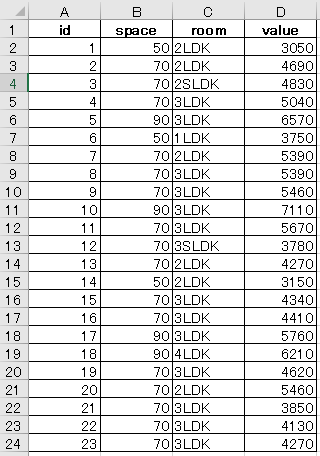 A B C D
1 id space room value
2 1 50 2LDK 3050
3 2 70 2LDK 4690
4 3 70 2SLDK 4830
5 4 70 3LDK 5040
6 5 90 3LDK 6570
7 6 50 1LDK 3750
8 7 70 2LDK 5390
9 8 70 3LDK 5390
10 9 70 3LDK 5460
11 10 90 3LDK 7110
12 11 70 3LDK 5670
13 12 70 3SLDK 3780
14 13 70 2LDK 4270
15 14 50 2LDK 3150
16 15 70 3LDK 4340
17 16 70 3LDK 4410
18 17 90 3LDK 5760
19 18 90 4LDK 6210
20 19 70 3LDK 4620
21 20 70 2LDK 5460
22 21 70 3LDK 3850
23 22 70 3LDK 4130
24 23 70 3LDK 4270